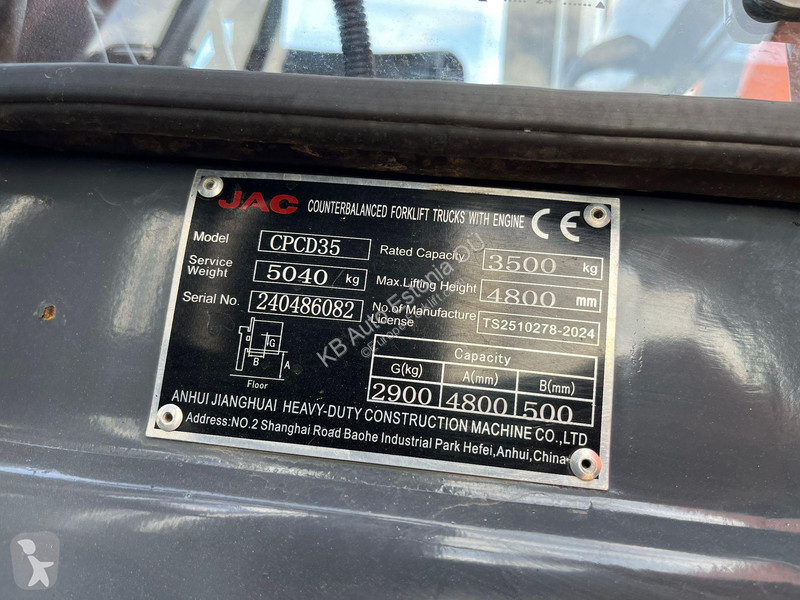 JAC COUNTERBALANCED FORKLIFT TRUCKS WITH ENGINE CE
Model CPCD35 Rated Capacity 3500 kg
Service Weight 5040 kg Max.Lifting Height 4800 mm
Serial No. 240486082 No.of Manufacture License TS2510278-2024
Capacity
G(kg) A(mm) B(mm)
2900 4800 500
G
B A
Floor
ANHUI JIANGHUAI HEAVY-DUTY CONSTRUCTION MACHINE CO.,LTD
Address:NO.2 Shanghai Road Baohe Industrial Park Hefei,Anhui,China
KB Auto Estonia OÜ